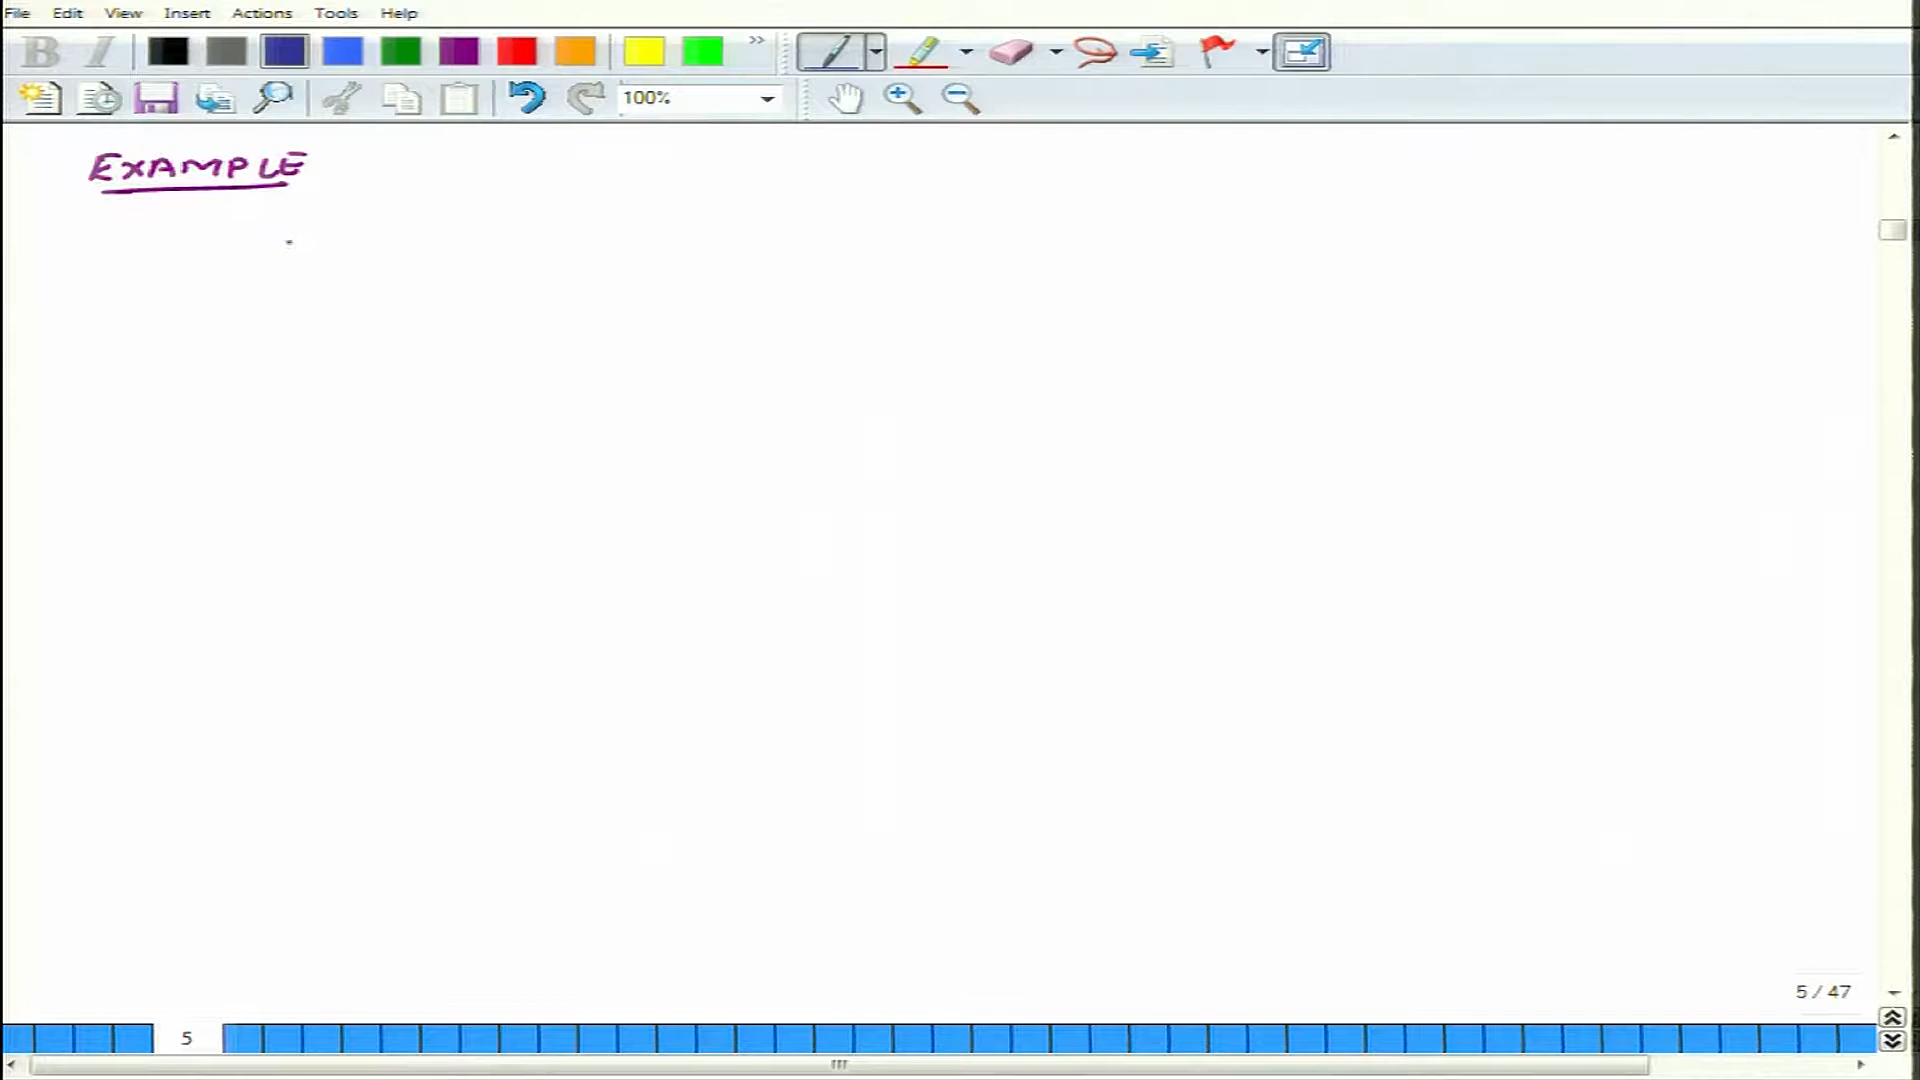 File Edit View Insert Actions Tools Help
B I
100%
EXAMPLE
5 / 47
5